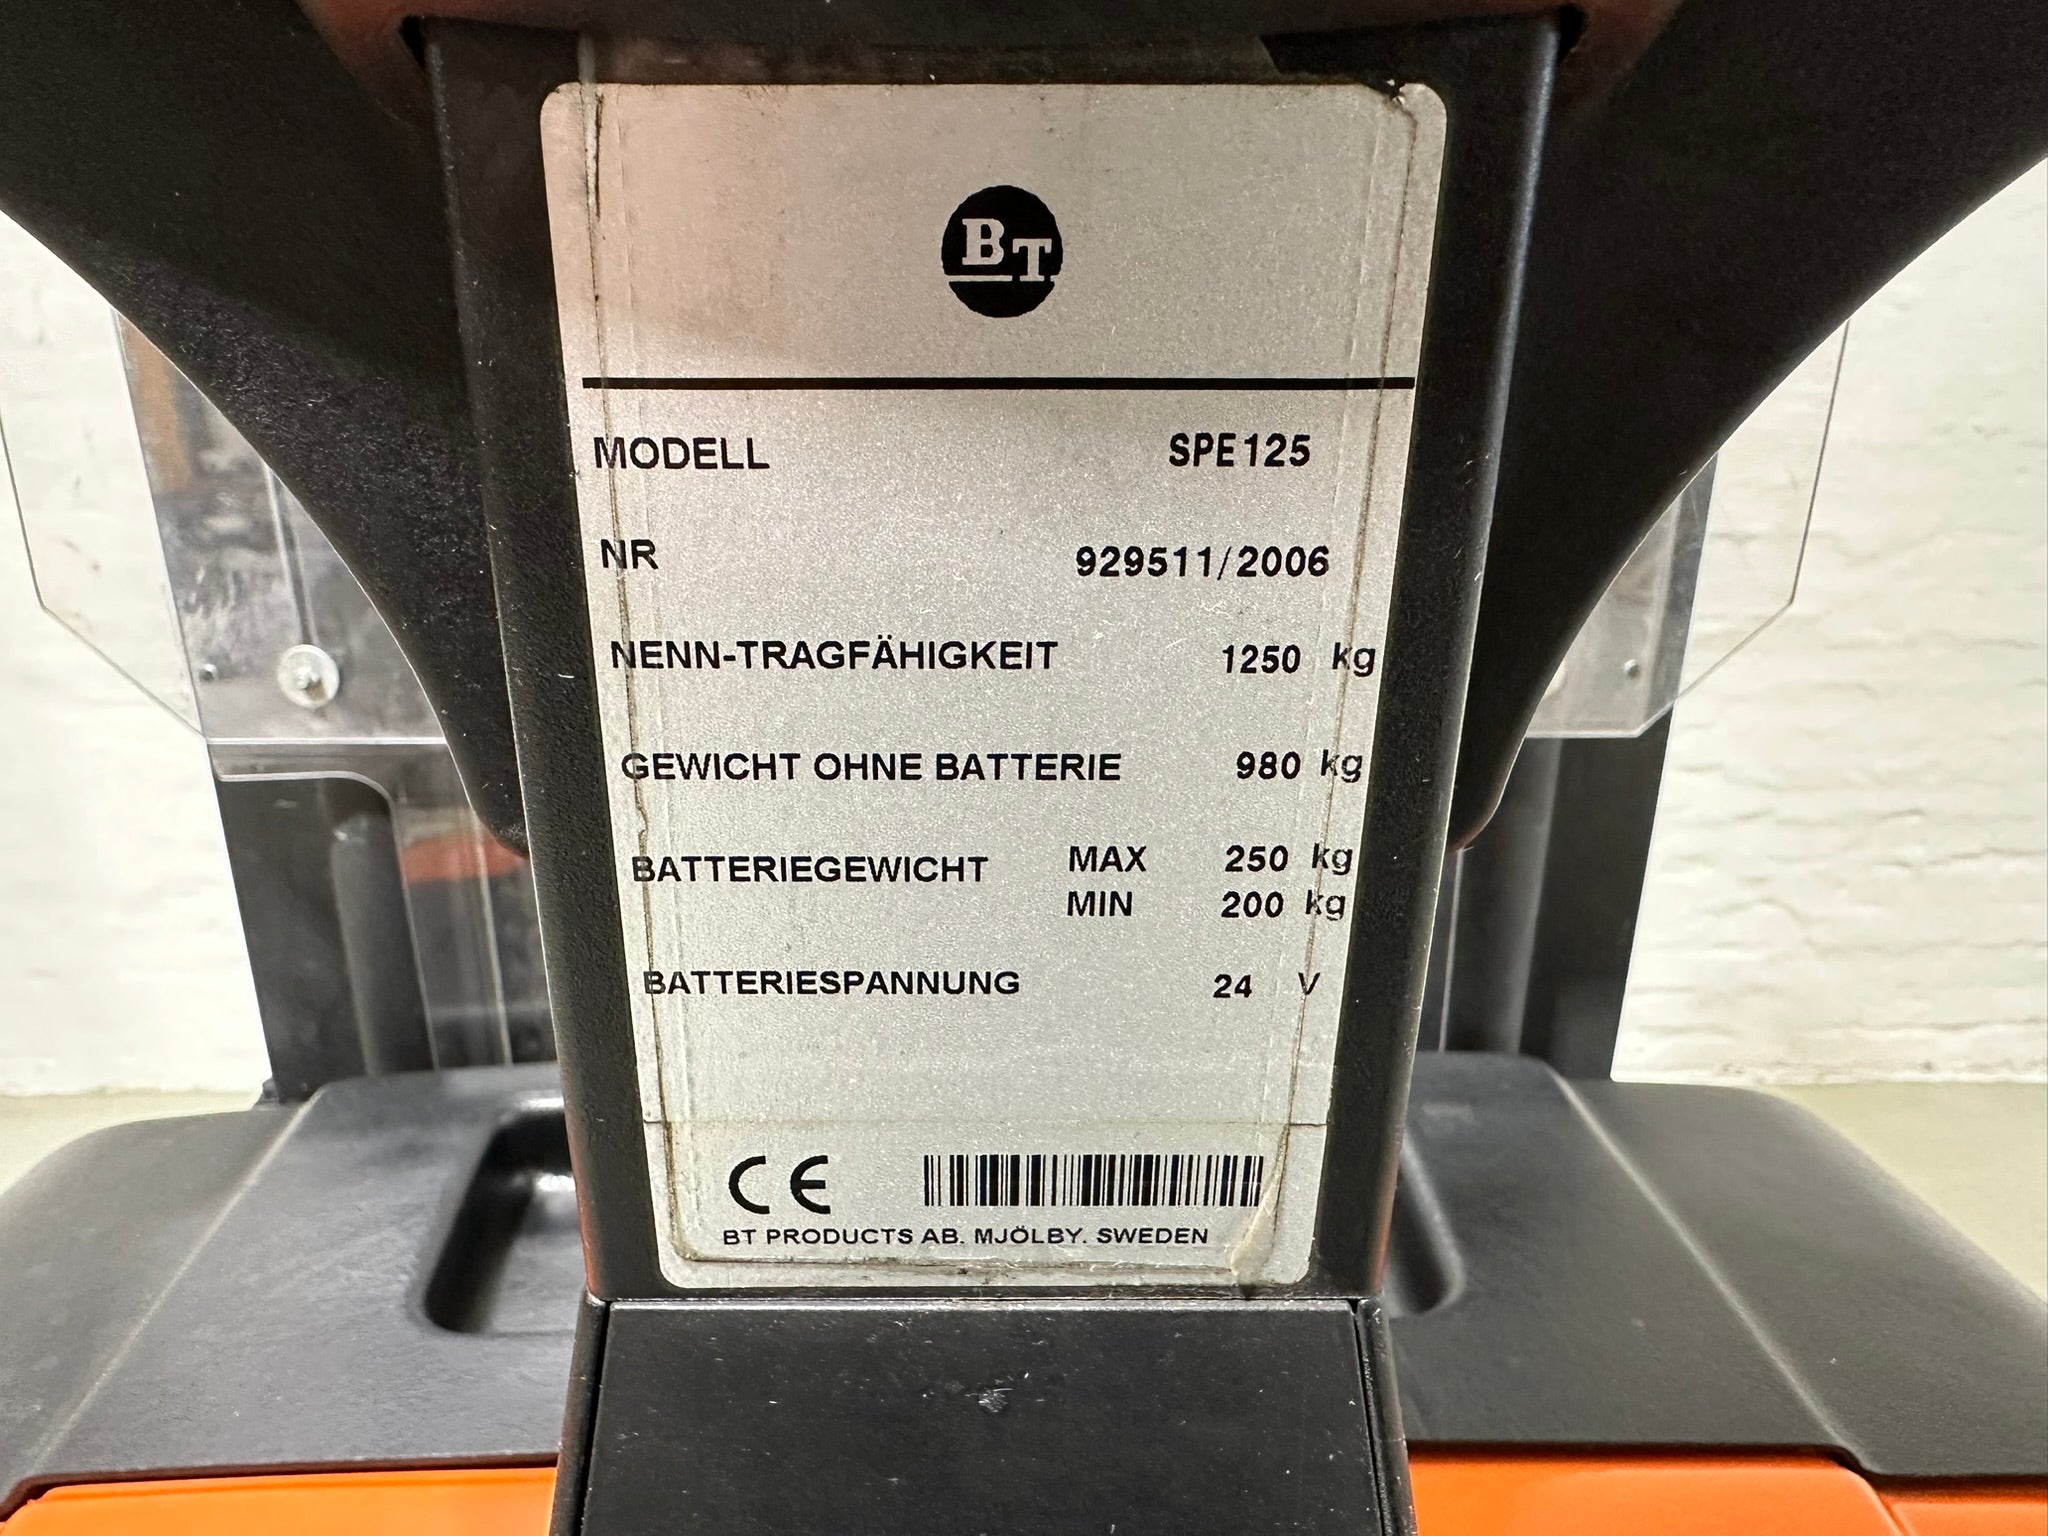 BT
MODELL SPE125
NR 929511/2006
NENN-TRAGFÄHIGKEIT 1250 kg
GEWICHT OHNE BATTERIE 980 kg
BATTERIEGEWICHT MAX 250 kg
MIN 200 kg
BATTERIESPANNUNG 24 V
CE
BT PRODUCTS AB. MJÖLBY. SWEDEN